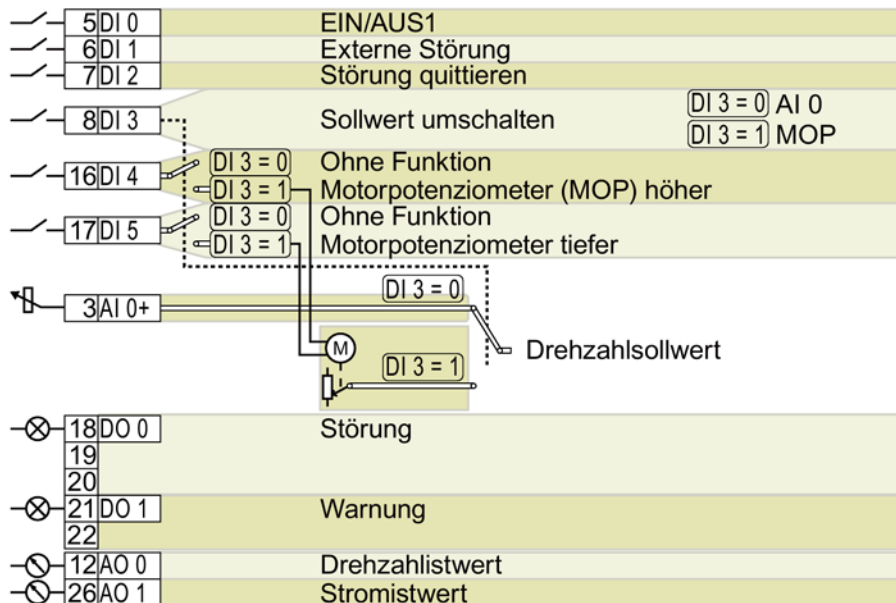 5 DI 0 EIN/AUS1
6 DI 1 Externe Störung
7 DI 2 Störung quittieren
8 DI 3 Sollwert umschalten DI 3 = 0 AI 0
DI 3 = 1 MOP
16 DI 4 DI 3 = 0 Ohne Funktion
DI 3 = 1 Motorpotenziometer (MOP) höher
17 DI 5 DI 3 = 0 Ohne Funktion
DI 3 = 1 Motorpotenziometer tiefer
3 AI 0+ DI 3 = 0
M DI 3 = 1 Drehzahlsollwert
18 DO 0 Störung
19
20
21 DO 1 Warnung
22
12 AO 0 Drehzahlistwert
26 AO 1 Stromistwert